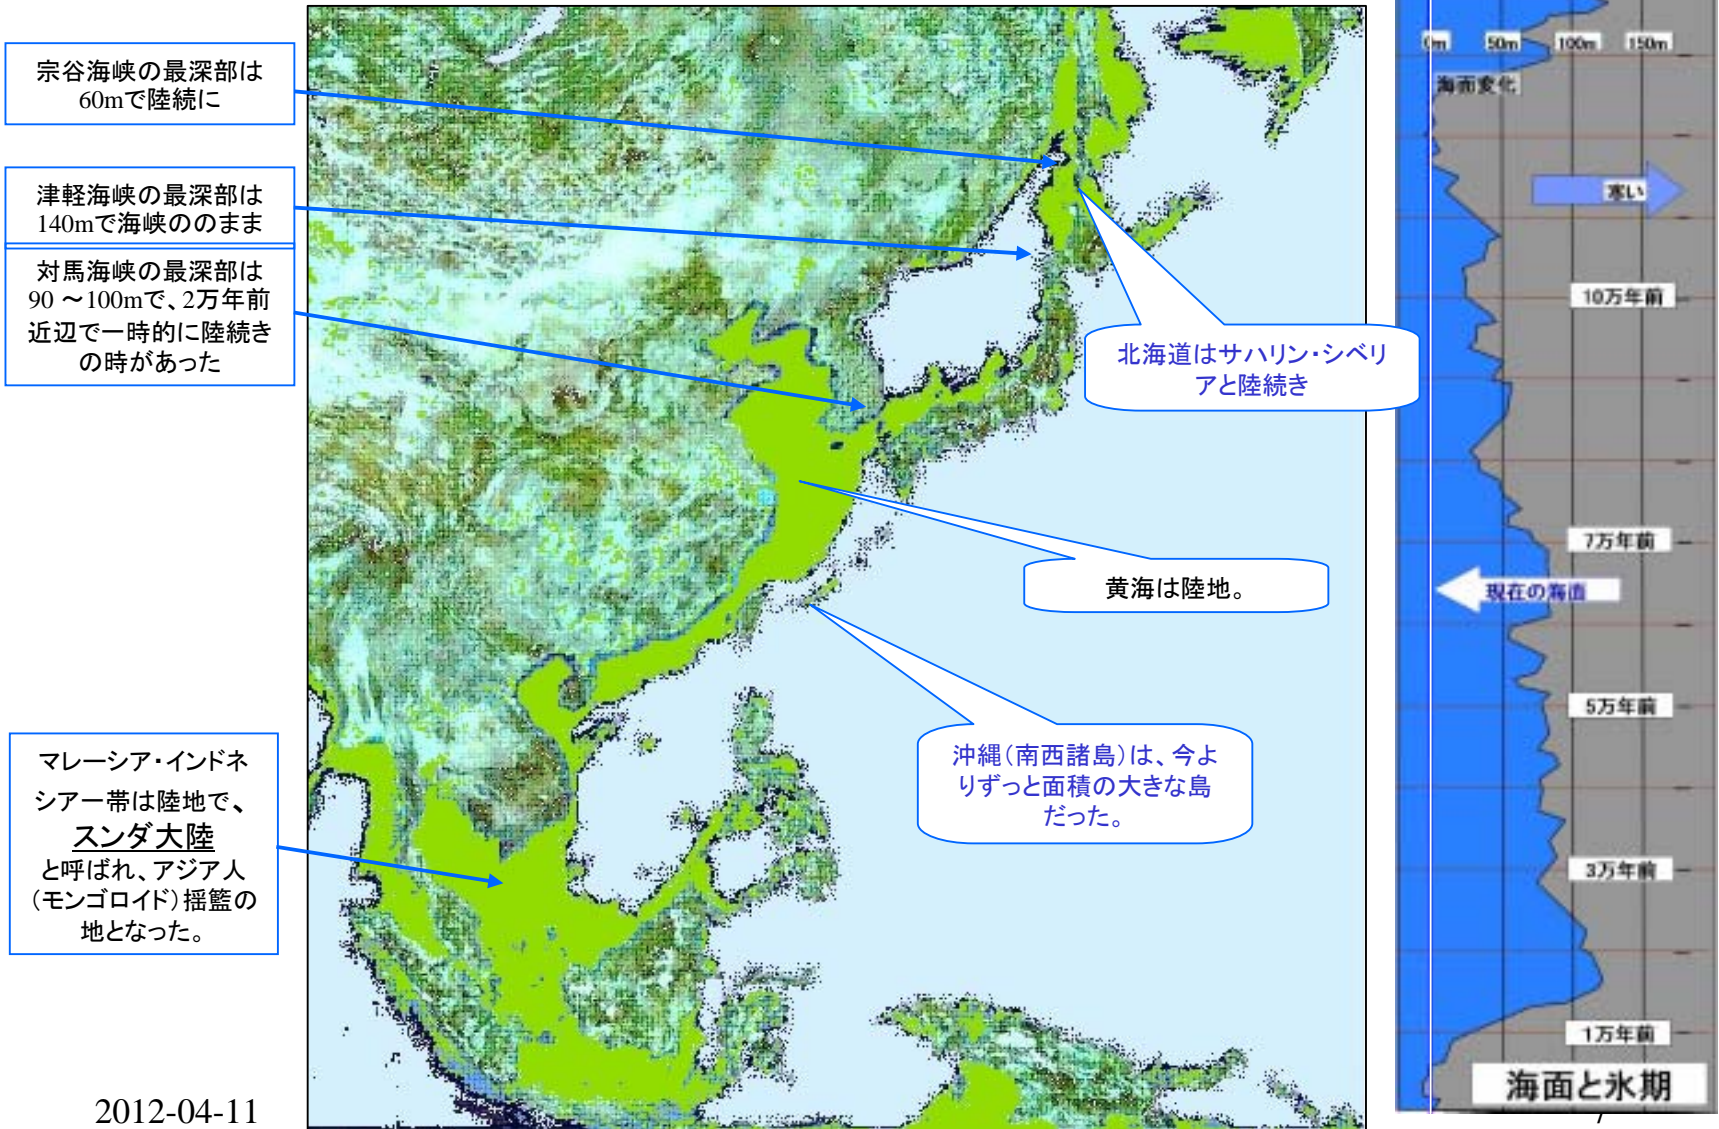 宗谷海峡の最深部は
60mで陸続に
津軽海峡の最深部は
140mで海峡ののまま
対馬海峡の最深部は
90 ～100mで、2万年前
近辺で一時的に陸続き
の時があった
マレーシア・インドネ
シアー帯は陸地で、
スンダ大陸
と呼ばれ、アジア人
（モンゴロイド）揺籃の
地となった。
2012-04-11
北海道はサハリン・シベリ
アと陸続き
黄海は陸地。
沖縄（南西諸島）は、今よ
りずっと面積の大きな島
だった。
0m 50m 100m 150m
海面変化
寒い
10万年前
7万年前
現在の海面
5万年前
3万年前
1万年前
海面と氷期
7